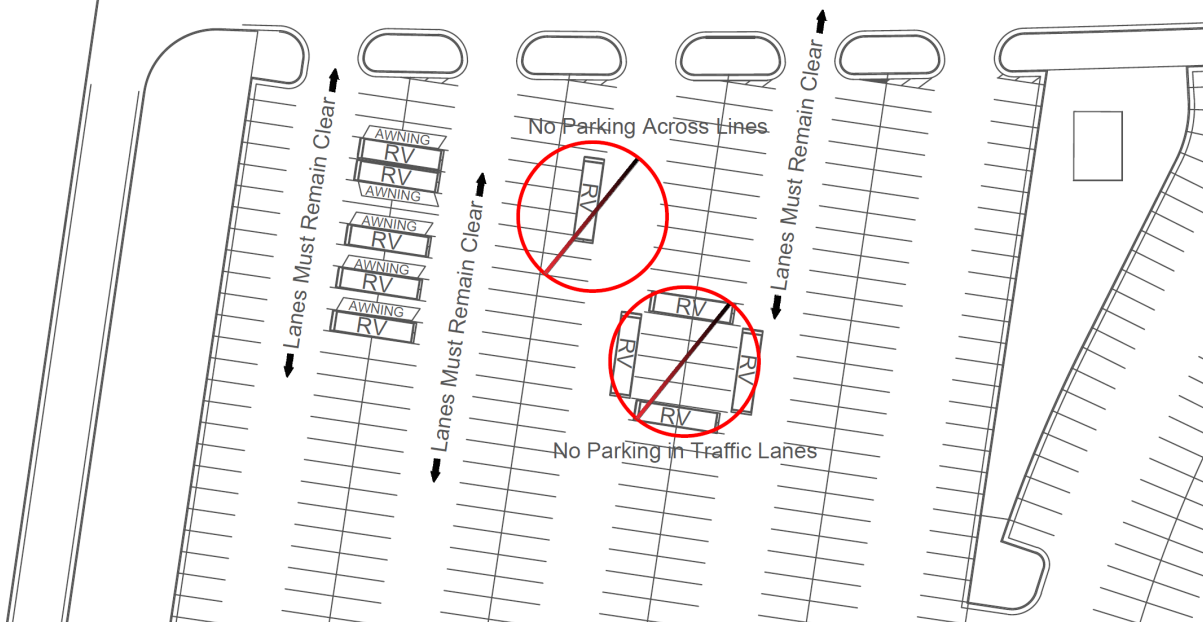 Lanes Must Remain Clear
AWNING
RV
RV
AWNING
AWNING
RV
AWNING
RV
AWNING
RV
Lanes Must Remain Clear
No Parking Across Lines
RV
Lanes Must Remain Clear
RV
RV
RV
RV
No Parking in Traffic Lanes